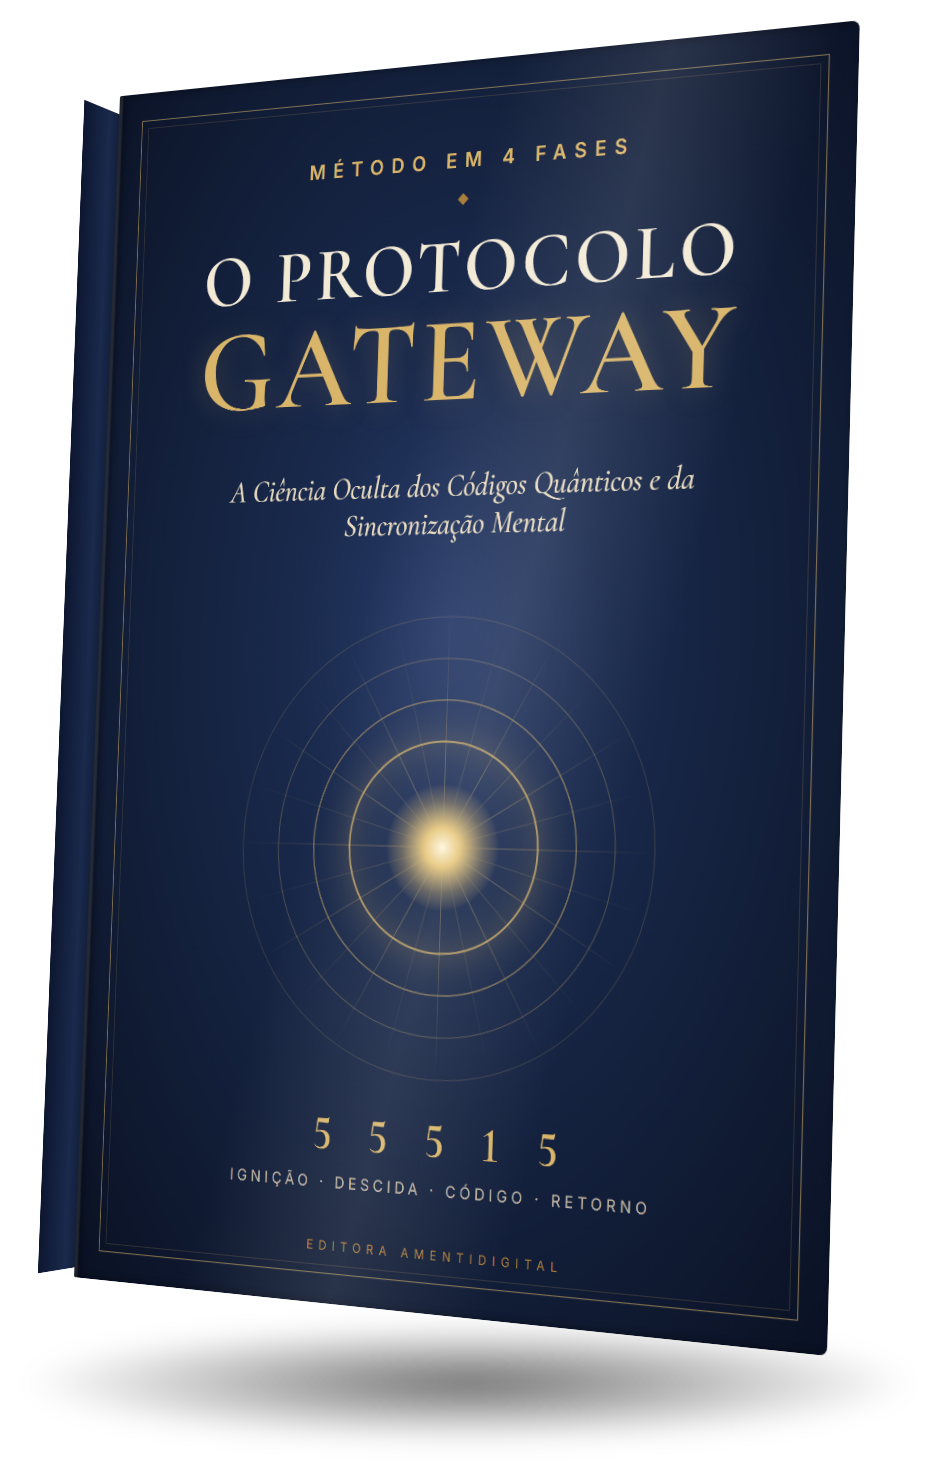 MÉTODO EM 4 FASES
O PROTOCOLO
GATEWAY
A Ciência Oculta dos Códigos Quânticos e da
Sincronização Mental
5 5 5 1 5
IGNIÇÃO · DESCIDA · CÓDIGO · RETORNO
EDITORA AMENTIDIGITAL